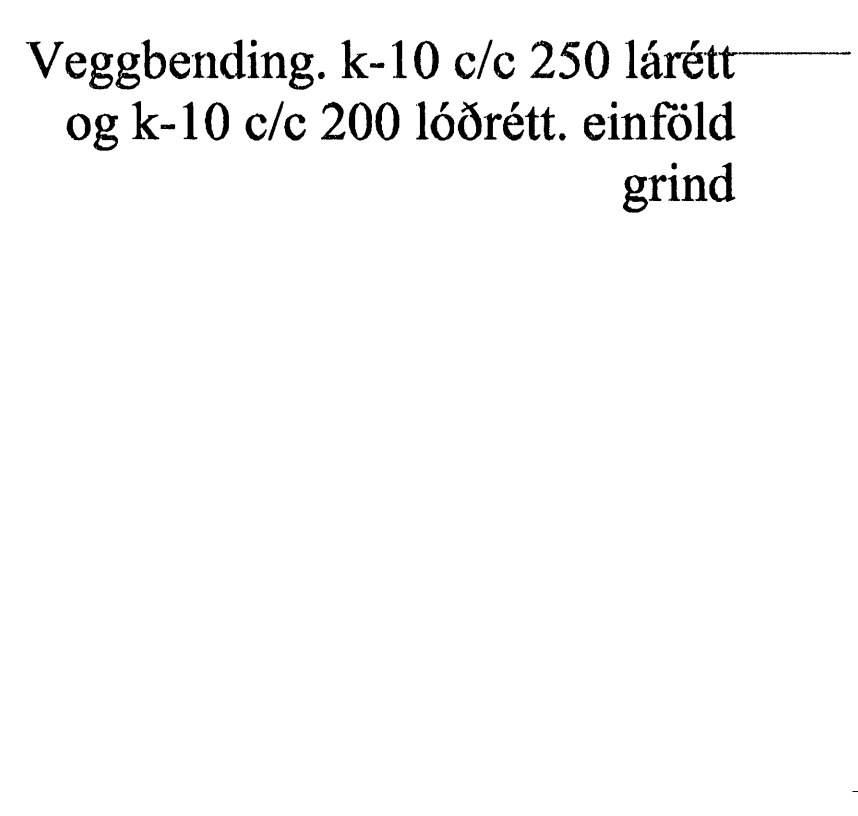 Veggbending. k-10 c/c 250 lárétt
og k-10 c/c 200 lóðrétt. einföld
grind